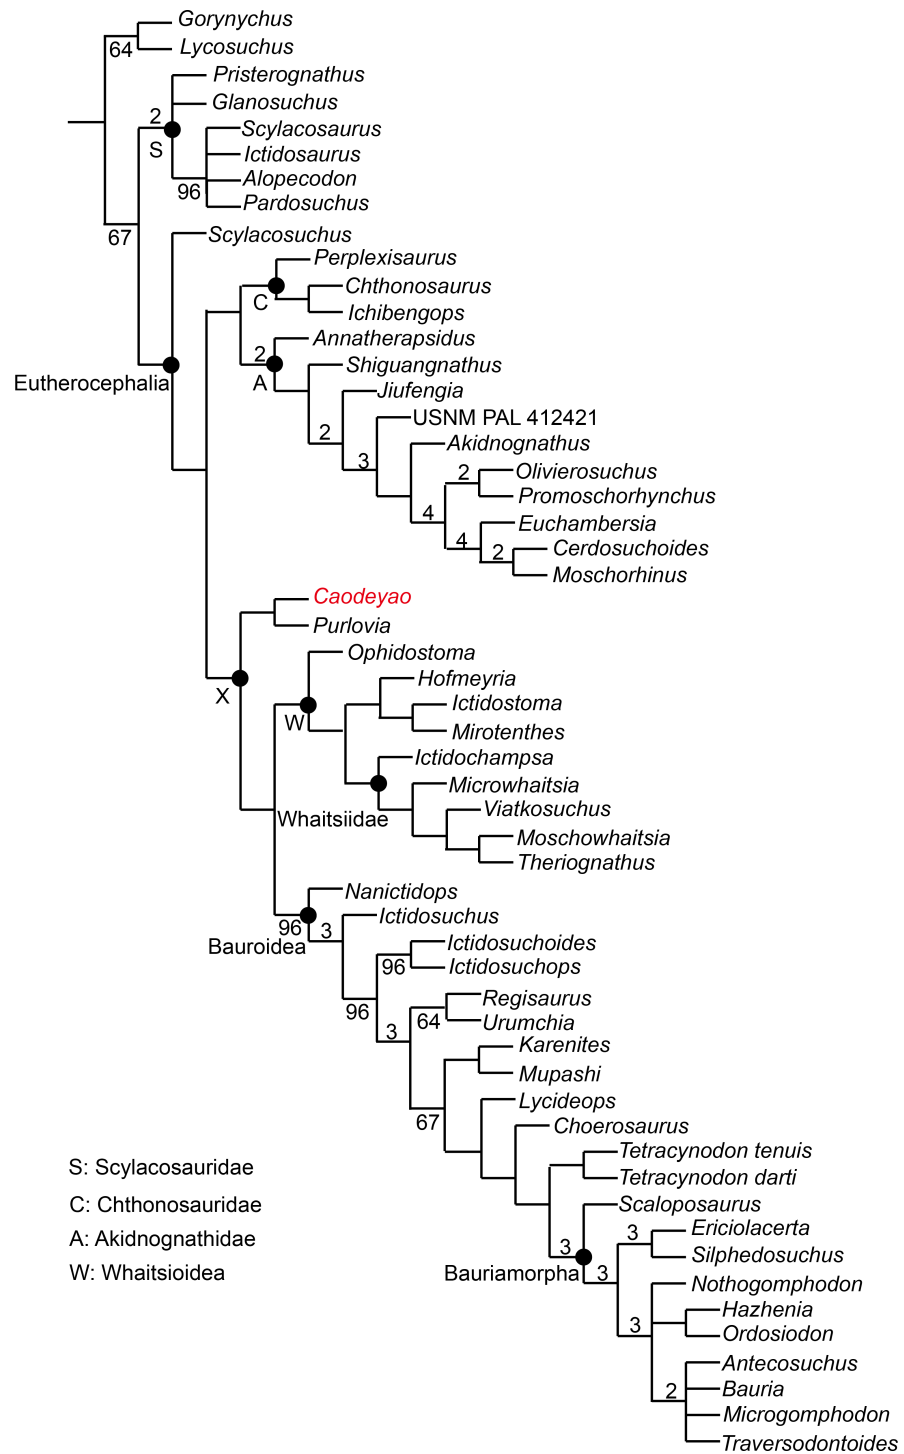 Gorynychus
64
Lycosuchus
Pristerognathus
Glanosuchus
2
S
Scylacosaurus
Ictidosaurus
Alopecodon
96
Pardosuchus
67
Scylacosuchus
Perplexisaurus
C
Chthonosaurus
Ichibengops
Annatherapsidus
2
A
Shiguangnathus
Eutherocephalia
Jiufengia
USNM PAL 412421
2
Akidnognathus
3
2
Olivierosuchus
Promoschorhynchus
4
Euchambersia
4
2
Cerdosuchoides
Moschorhinus
Caodeyao
Purlovia
Ophidostoma
Hofmeyria
X
Ictidostoma
W
Mirotenthes
Ictidochampsa
Microwhaitsia
Viatkosuchus
Whaitsiidae
Moschowhaitsia
Theriognathus
Nanictidops
Ictidosuchus
96
3
Bauroidea
Ictidosuchoides
96
Ictidosuchops
Regisaurus
96
64
Urumchia
3
Karenites
Mupashi
Lycideops
67
Choerosaurus
Tetracynodon tenuis
Tetracynodon darti
Scaloposaurus
Ericiolacerta
3
3
Silphedosuchus
Bauriamorpha
3
Nothogomphodon
Hazhenia
3
Ordosiodon
Antecosuchus
2
Bauria
Microgomphodon
Traversodontoides
S: Scylacosauridae
C: Chthonosauridae
A: Akidnognathidae
W: Whaitsioidea